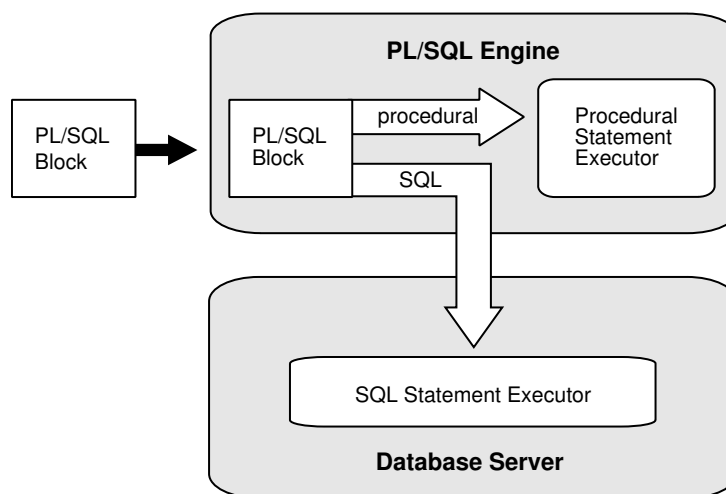 PL/SQL Engine
PL/SQL
Block
PL/SQL
Block
procedural
SQL
Procedural
Statement
Executor
SQL Statement Executor
Database Server